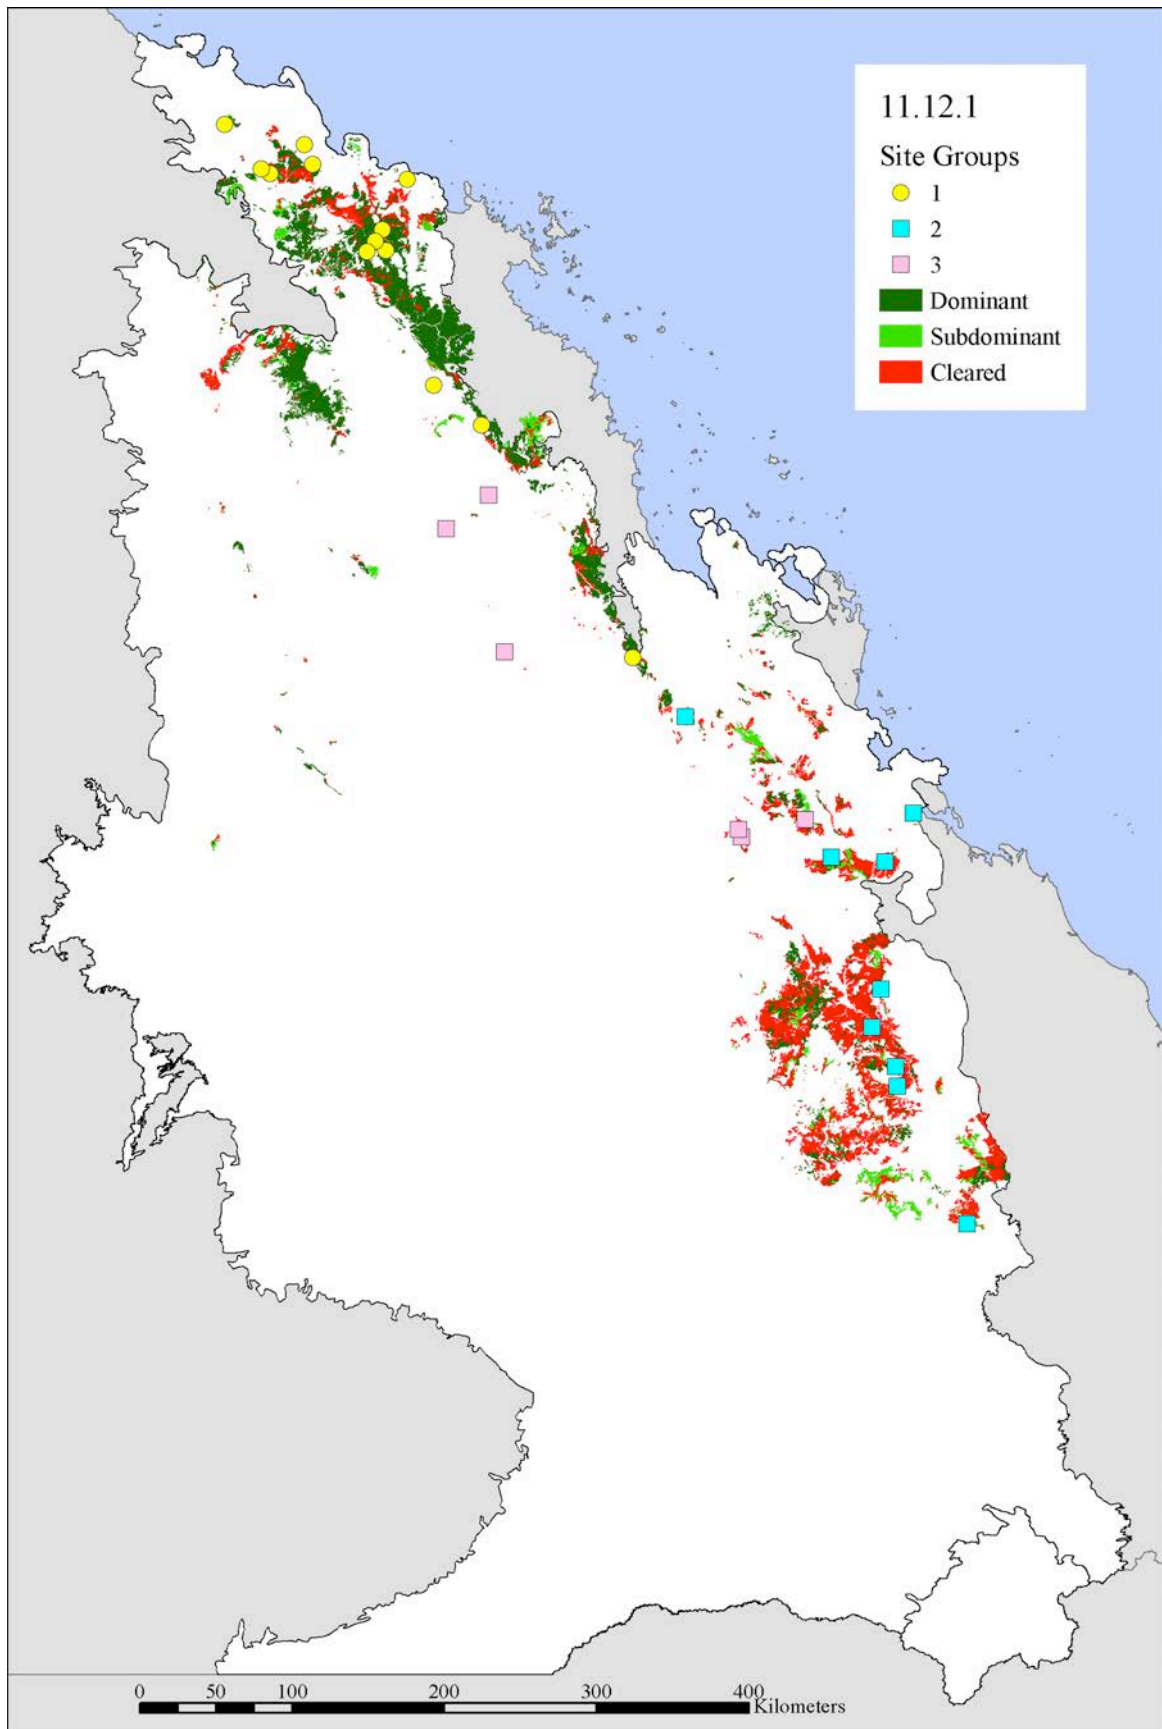 11.12.1
Site Groups
1
2
3
Dominant
Subdominant
Cleared
0 50 100 200 300 400
Kilometers